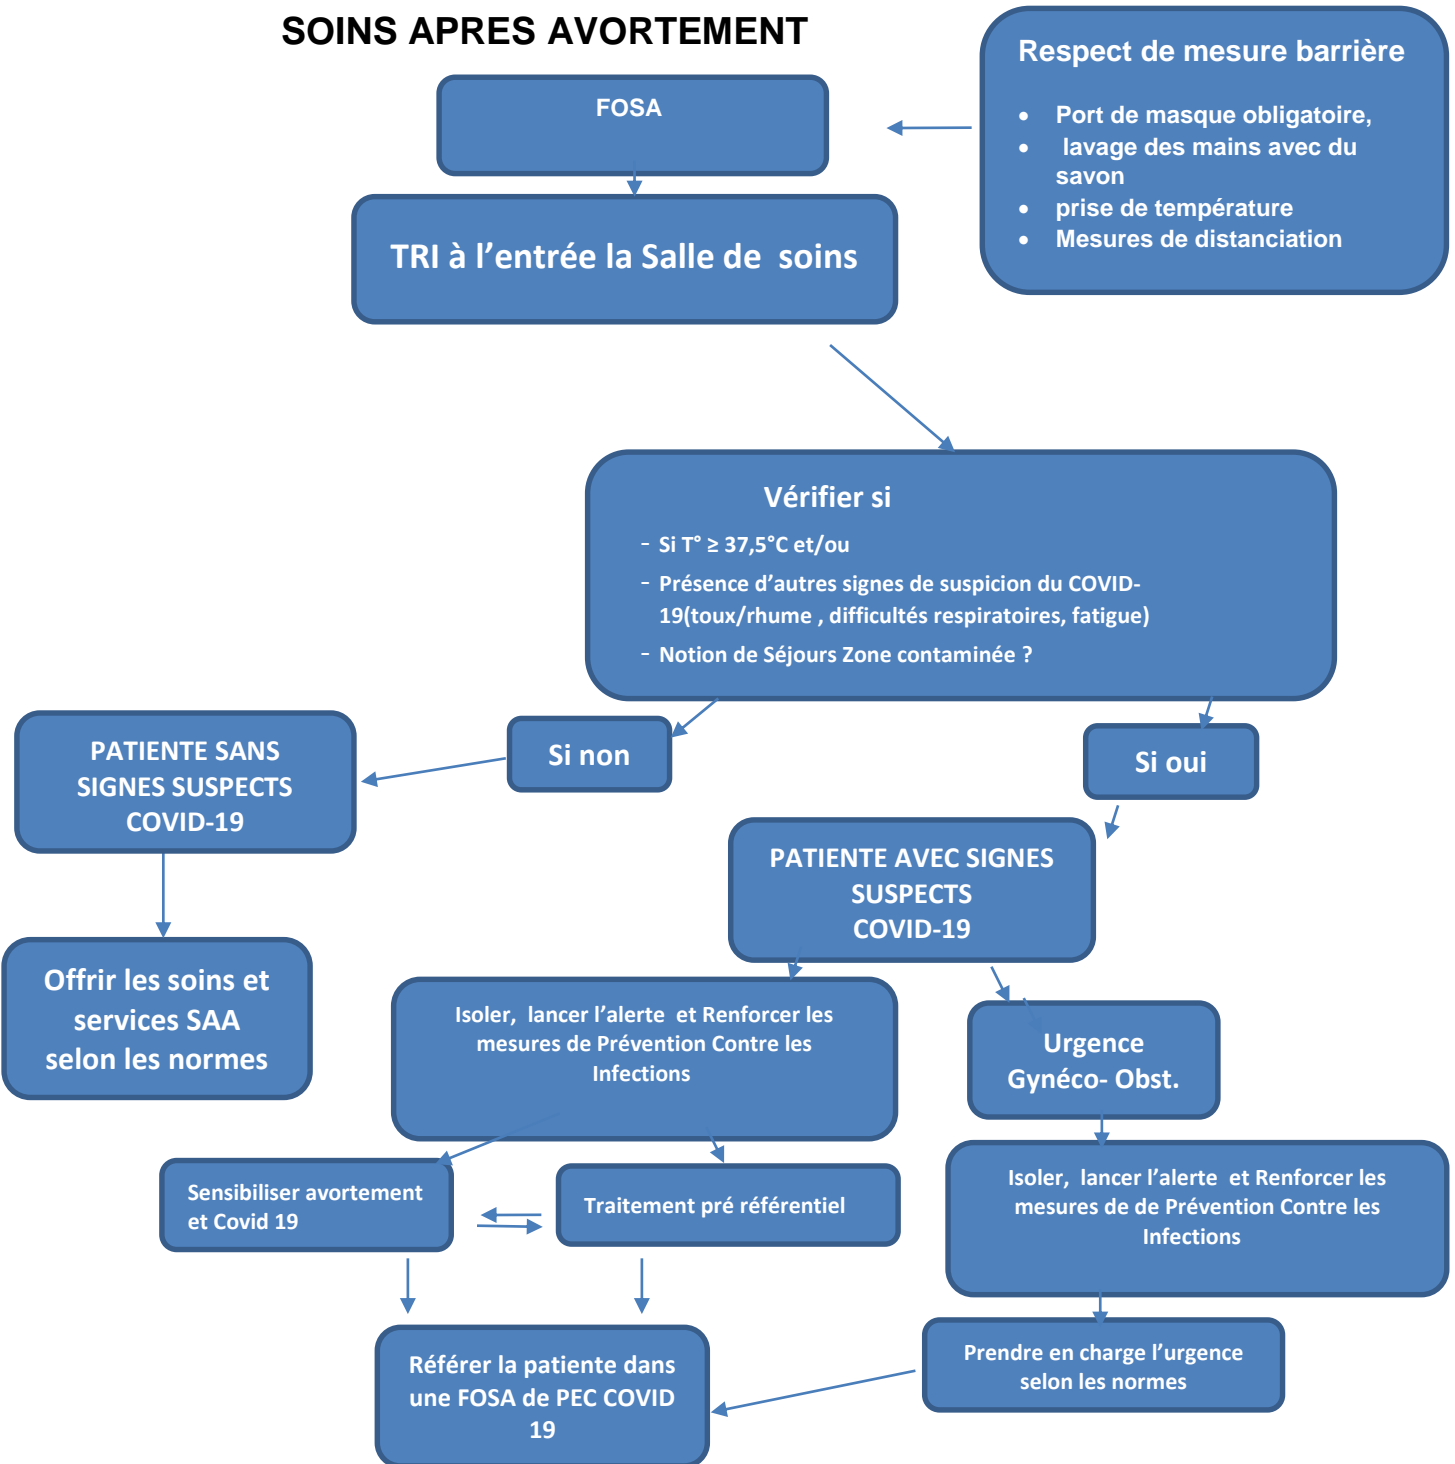 SOINS APRES AVORTEMENT
Respect de mesure barrière
• Port de masque obligatoire,
• lavage des mains avec du
savon
• prise de température
• Mesures de distanciation
FOSA
TRI à l’entrée la Salle de soins
Vérifier si
- Si T° ≥ 37,5°C et/ou
- Présence d’autres signes de suspicion du COVID-
19(toux/rhume , difficultés respiratoires, fatigue)
- Notion de Séjours Zone contaminée ?
Si non
Si oui
PATIENTE SANS
SIGNES SUSPECTS
COVID-19
PATIENTE AVEC SIGNES
SUSPECTS
COVID-19
Offrir les soins et
services SAA
selon les normes
Isoler, lancer l’alerte et Renforcer les
mesures de Prévention Contre les
Infections
Urgence
Gynéco- Obst.
Sensibiliser avortement
et Covid 19
Traitement pré référentiel
Isoler, lancer l’alerte et Renforcer les
mesures de de Prévention Contre les
Infections
Référer la patiente dans
une FOSA de PEC COVID
19
Prendre en charge l’urgence
selon les normes